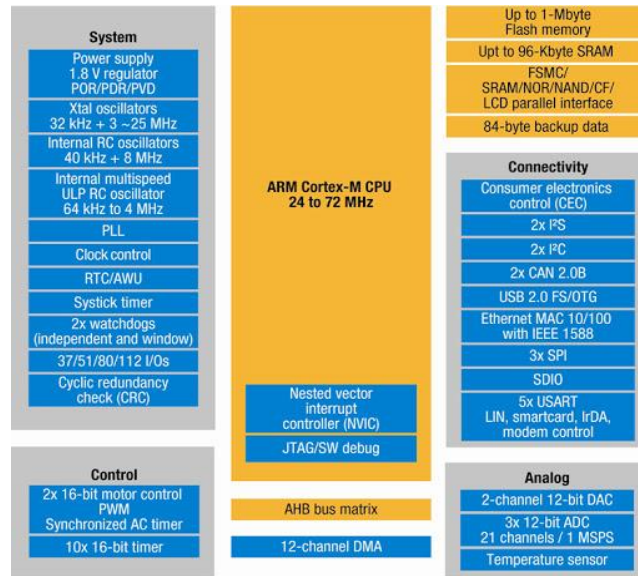 System
Power supply
1.8 V regulator
POR/PDR/PVD
Xtal oscillators
32 kHz + 3 ~25 MHz
Internal RC oscillators
40 kHz + 8 MHz
Internal multispeed
ULP RC oscillator
64 kHz to 4 MHz
PLL
Clock control
RTC/AWU
Systick timer
2x watchdogs
(independent and window)
37/51/80/112 I/Os
Cyclic redundancy
check (CRC)
Control
2x 16-bit motor control
PWM
Synchronized AC timer
10x 16-bit timer
ARM Cortex-M CPU
24 to 72 MHz
Nested vector
interrupt
controller (NVIC)
JTAG/SW debug
AHB bus matrix
12-channel DMA
Up to 1-Mbyte
Flash memory
Upt to 96-Kbyte SRAM
FSMC/
SRAM/NOR/NAND/CF/
LCD parallel interface
84-byte backup data
Connectivity
Consumer electronics
control (CEC)
2x I²S
2x I²C
2x CAN 2.0B
USB 2.0 FS/OTG
Ethernet MAC 10/100
with IEEE 1588
3x SPI
SDIO
5x USART
LIN, smartcard, IrDA,
modem control
Analog
2-channel 12-bit DAC
3x 12-bit ADC
21 channels / 1 MSPS
Temperature sensor